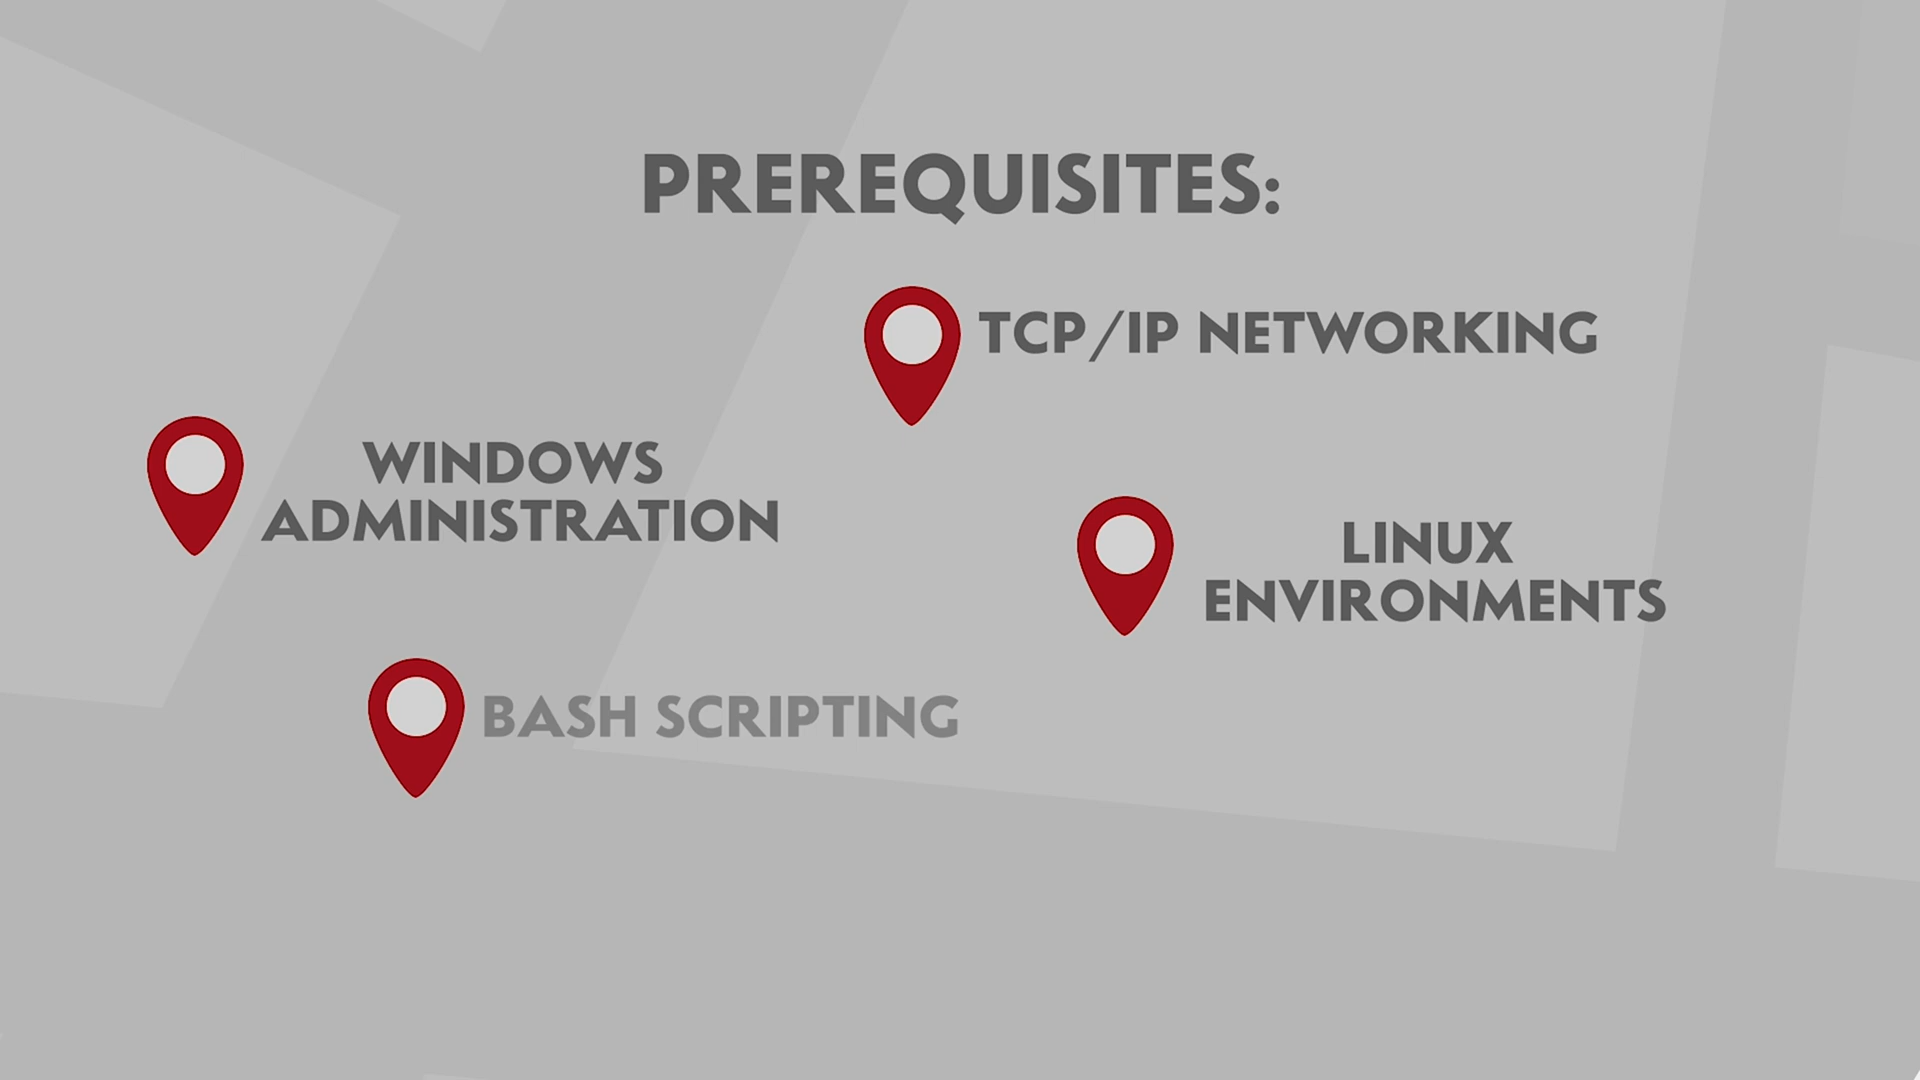 PREREQUISITES:
TCP/IP NETWORKING
WINDOWS
ADMINISTRATION
LINUX
ENVIRONMENTS
BASH SCRIPTING